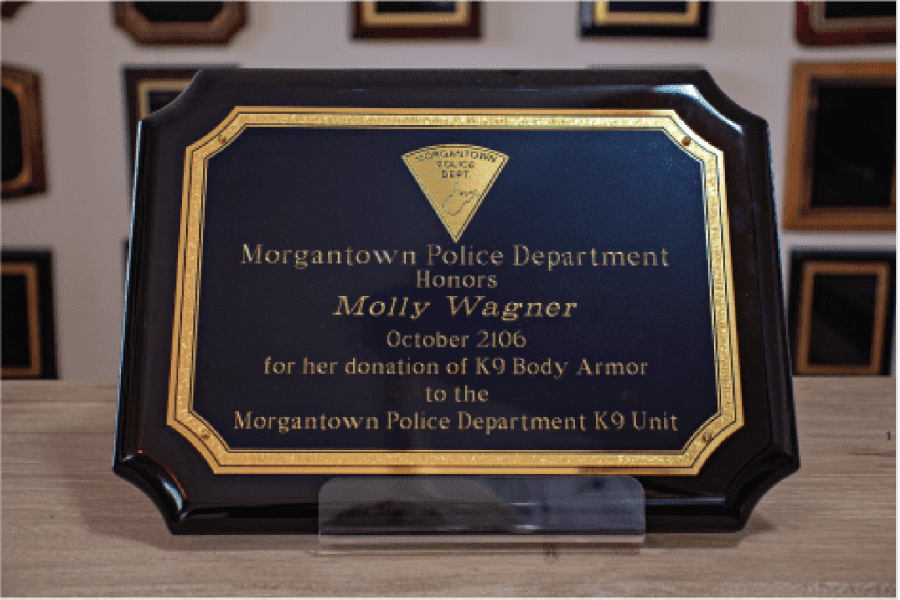 MORGANTOWN
POLICE
DEPT.
Morgantown Police Department
Honors
Molly Wagner
October 2106
for her donation of K9 Body Armor
to the
Morgantown Police Department K9 Unit
1